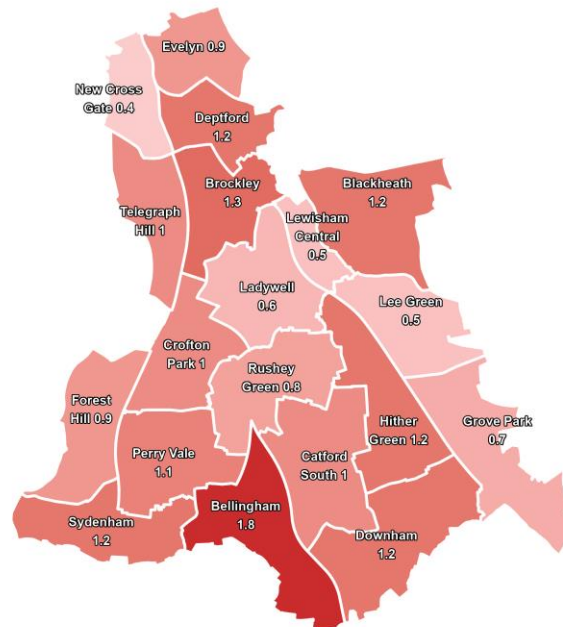 Evelyn 0.9
New Cross
Gate 0.4
Deptford
1.2
Brockley
1.3
Blackheath
1.2
Telegraph
Hill 1
Lewisham
Central
0.5
Ladywell
0.6
Lee Green
0.5
Crofton
Park 1
Rushey
Green 0.8
Forest
Hill 0.9
Hither
Green 1.2
Grove Park
0.7
Perry Vale
1.1
Catford
South 1
Bellingham
1.8
Sydenham
1.2
Downham
1.2